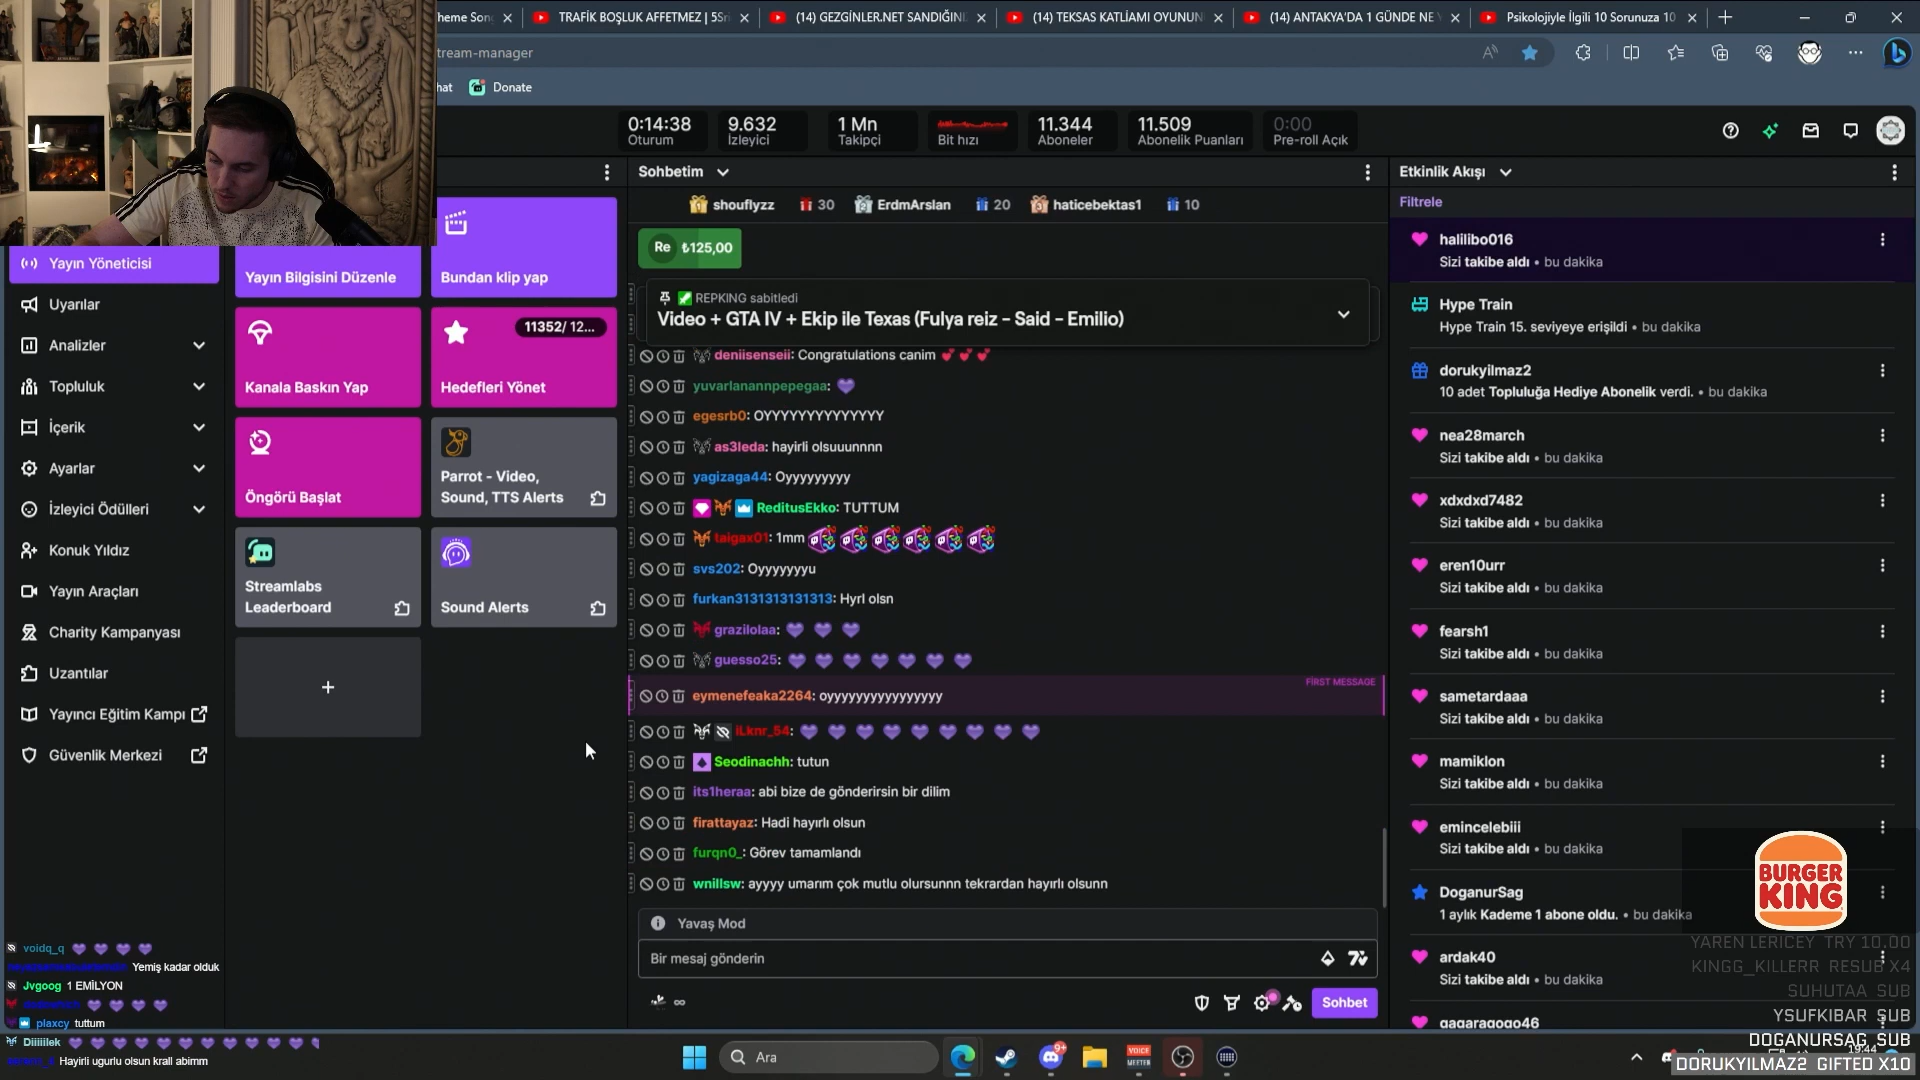 heme Song
TRAFİK BOŞLUK AFFETMEZ | 5Sri
(14) GEZGİNLER.NET SANDIĞINI
(14) TEKSAS KATLİAMI OYUNUN
(14) ANTAKYA'DA 1 GÜNDE NE Y
Psikolojiyle İlgili 10 Sorunuza 10
tream-manager
hat
Donate
0:14:38
Oturum
9.632
İzleyici
1 Mn
Takipçi
Bit hızı
11.344
Aboneler
11.509
Abonelik Puanları
0:00
Pre-roll Açık
Yayın Yöneticisi
Uyarılar
Analizler
Topluluk
İçerik
Ayarlar
İzleyici Ödülleri
Konuk Yıldız
Yayın Araçları
Charity Kampanyası
Uzantılar
Yayıncı Eğitim Kampı
Güvenlik Merkezi
Yayın Bilgisini Düzenle
Bundan klip yap
Kanala Baskın Yap
11352/ 12...
Hedefleri Yönet
Öngörü Başlat
Parrot - Video,
Sound, TTS Alerts
Streamlabs
Leaderboard
Sound Alerts
Sohbetim
shouflyzz 30 ErdmArslan 20 haticebektas1 10
Re ₺125,00
REPKING sabitledi
Video + GTA IV + Ekip ile Texas (Fulya reiz - Said - Emilio)
deniisenseii: Congratulations canim
yuvarlanannpepegaa:
egesrb0: OYYYYYYYYYYYYYY
as3leda: hayirli olsuuunnnn
yagizaga44: Oyyyyyyyyy
ReditusEkko: TUTTUM
taigax01: 1mm
svs202: Oyyyyyyyu
furkan3131313131313: Hyrl olsn
grazilolaa:
guesso25:
FIRST MESSAGE
eymenefeaka2264: oyyyyyyyyyyyyyyyy
iLknr_54:
Seodinachh: tutun
its1heraa: abi bize de gönderirsin bir dilim
firattayaz: Hadi hayırlı olsun
furqn0_: Görev tamamlandı
wnillsw: ayyyy umarım çok mutlu olursunnn tekrardan hayırlı olsunn
Yavaş Mod
Bir mesaj gönderin
Sohbet
Etkinlik Akışı
Filtrele
halilibo016
Sizi takibe aldı • bu dakika
Hype Train
Hype Train 15. seviyeye erişildi • bu dakika
dorukyilmaz2
10 adet Topluluğa Hediye Abonelik verdi. • bu dakika
nea28march
Sizi takibe aldı • bu dakika
xdxdxd7482
Sizi takibe aldı • bu dakika
eren10urr
Sizi takibe aldı • bu dakika
fearsh1
Sizi takibe aldı • bu dakika
sametardaaa
Sizi takibe aldı • bu dakika
mamiklon
Sizi takibe aldı • bu dakika
emincelebiii
Sizi takibe aldı • bu dakika
DoganurSag
1 aylık Kademe 1 abone oldu. • bu dakika
ardak40
Sizi takibe aldı • bu dakika
gagaragogo46
BURGER
KING
YAREN LERICEY TRY 10.00
KINGG_KILLERR RESUB X4
SUHUTAA SUB
YSUFKIBAR SUB
DOGANURSAG SUB
DORUKYILMAZ2 GIFTED X10
voidq_q
Yemiş kadar olduk
Jvgoog 1 EMİLYON
plaxcy tuttum
Diiiiilek
Hayirli ugurlu olsun krall abimm
Ara
9+
VOICE
MEETER
19:44